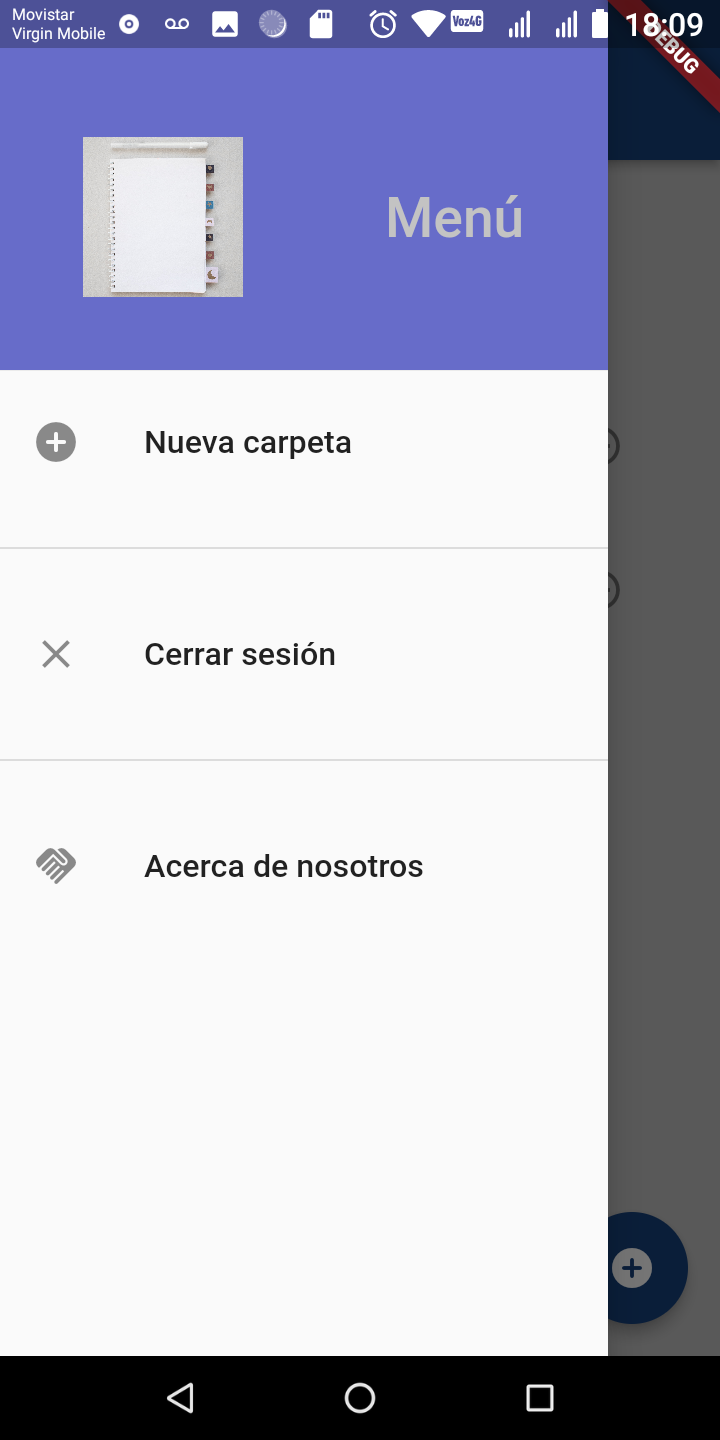 Movistar
Virgin Mobile
Voz4G
18:09
DEBUG
Menú
Nueva carpeta
Cerrar sesión
Acerca de nosotros